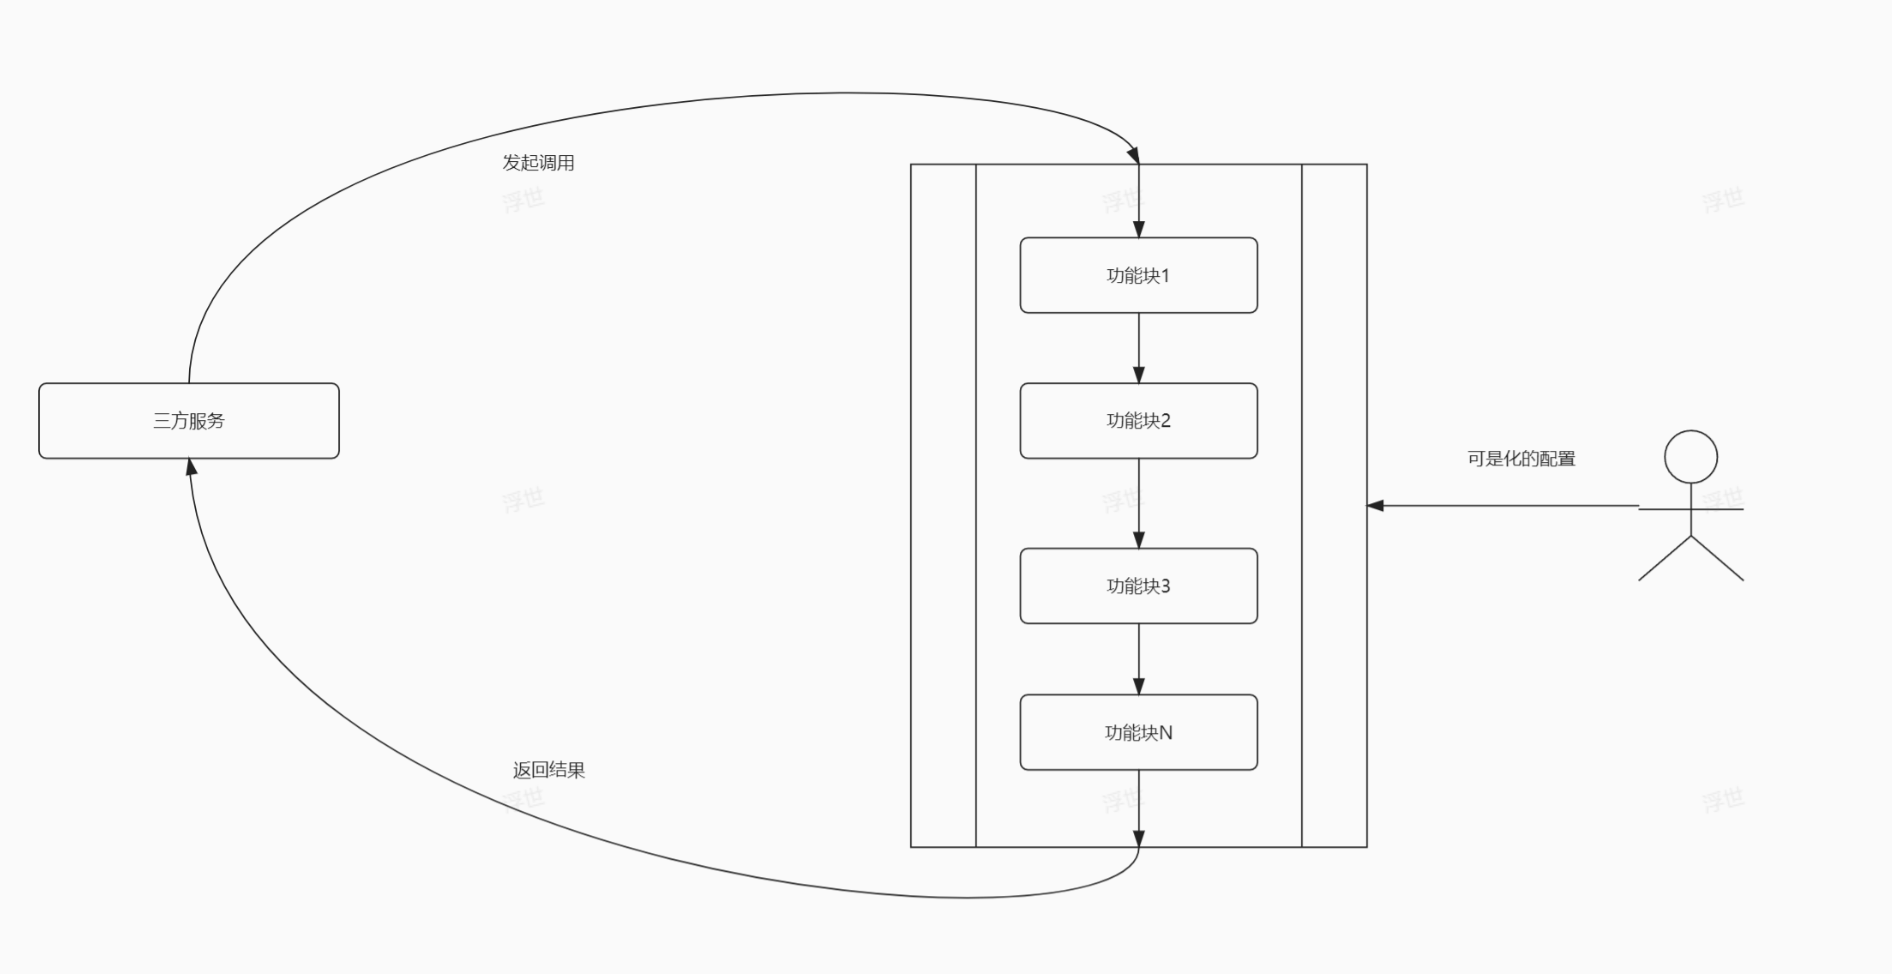 发起调用
浮世
浮世
浮世
功能块1
三方服务
功能块2
可是化的配置
浮世
浮世
浮世
功能块3
功能块N
返回结果
浮世
浮世
浮世